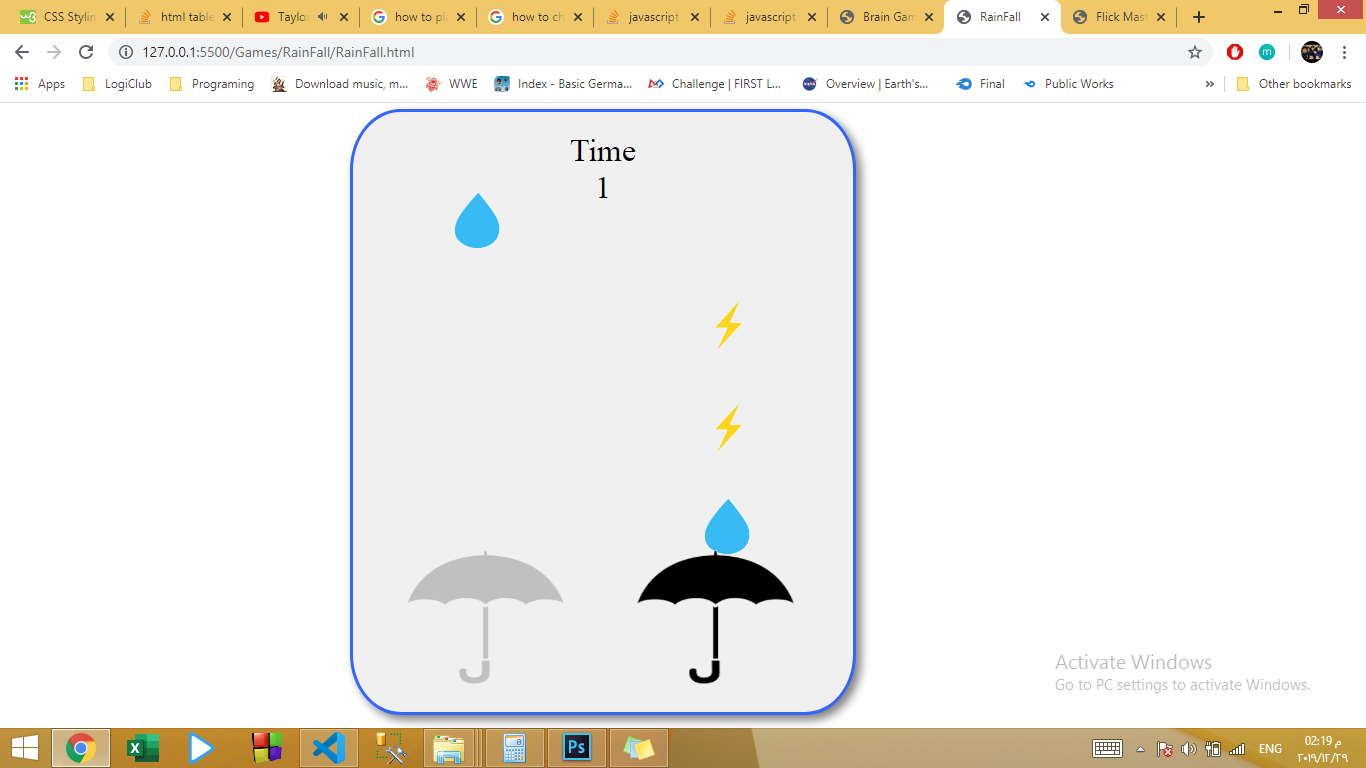 CSS Stylin
html table
Taylo
how to pl
how to ch
javascript
javascript
Brain Gam
RainFall
Flick Mast
127.0.0.1:5500/Games/RainFall/RainFall.html
Apps
LogiClub
Programing
Download music, m...
WWE
Index - Basic Germa...
Challenge | FIRST L...
Overview | Earth's...
Final
Public Works
»
Other bookmarks
Time
1
Activate Windows
Go to PC settings to activate Windows.
Ps
ENG
02:19 م
٢٠١٩/١٢/٢٩